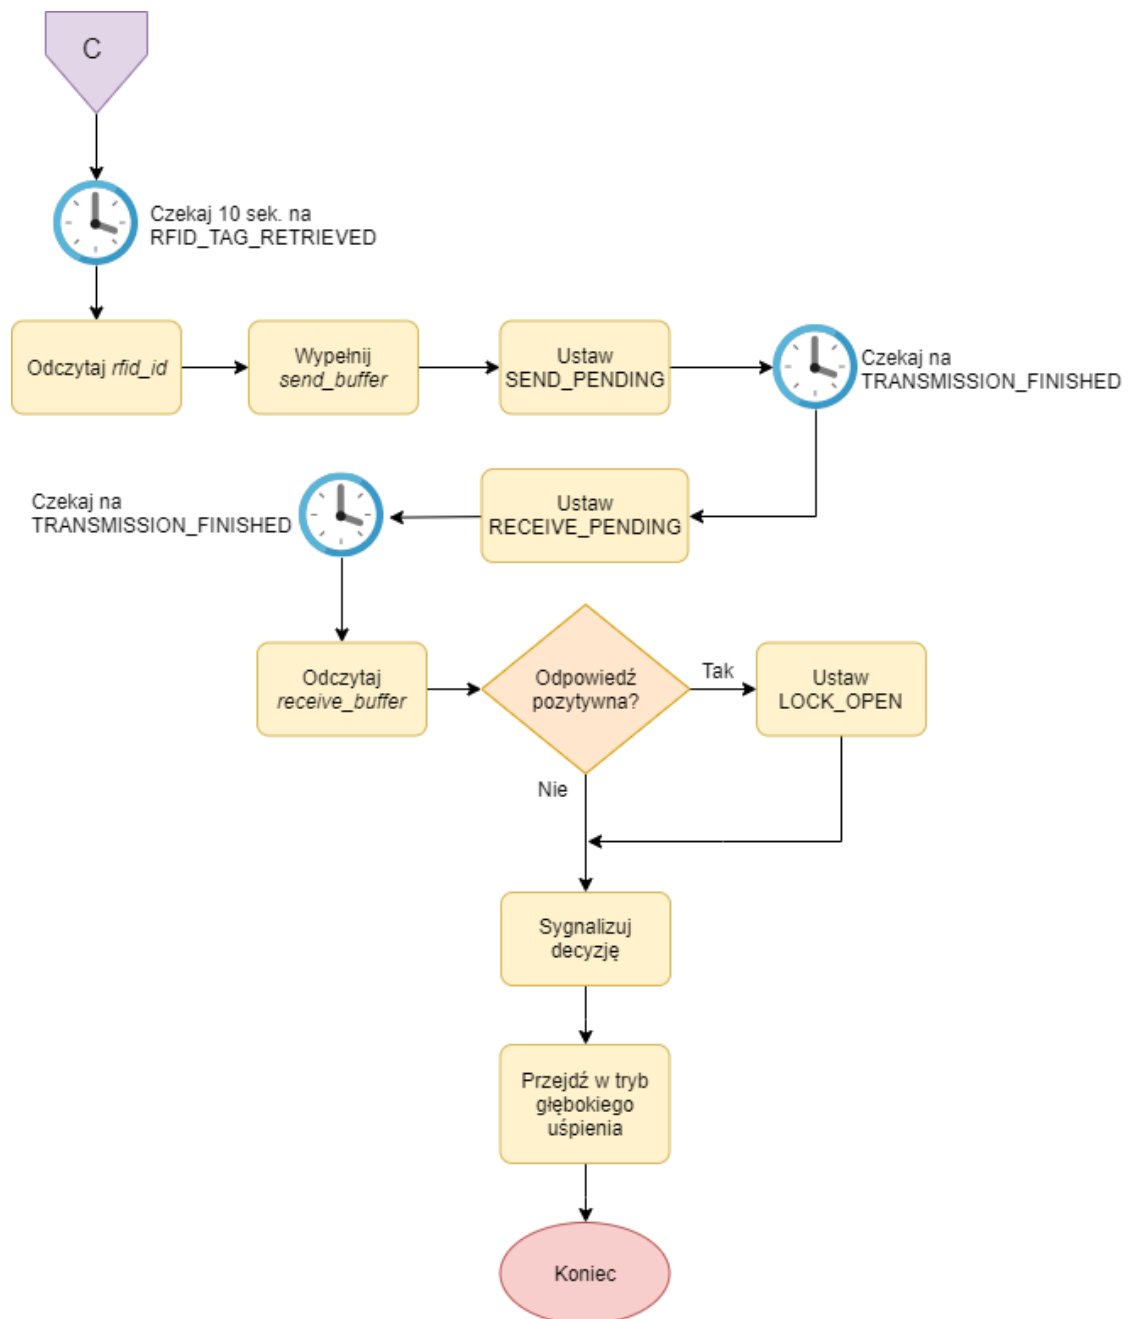 C
Czekaj 10 sek. na
RFID_TAG_RETRIEVED
Odczytaj rfid_id
Wypełnij
send_buffer
Ustaw
SEND_PENDING
Czekaj na
TRANSMISSION_FINISHED
Ustaw
RECEIVE_PENDING
Czekaj na
TRANSMISSION_FINISHED
Odczytaj
receive_buffer
Odpowiedź
pozytywna?
Tak
Ustaw
LOCK_OPEN
Nie
Sygnalizuj
decyzję
Przejdź w tryb
głębokiego
uśpienia
Koniec